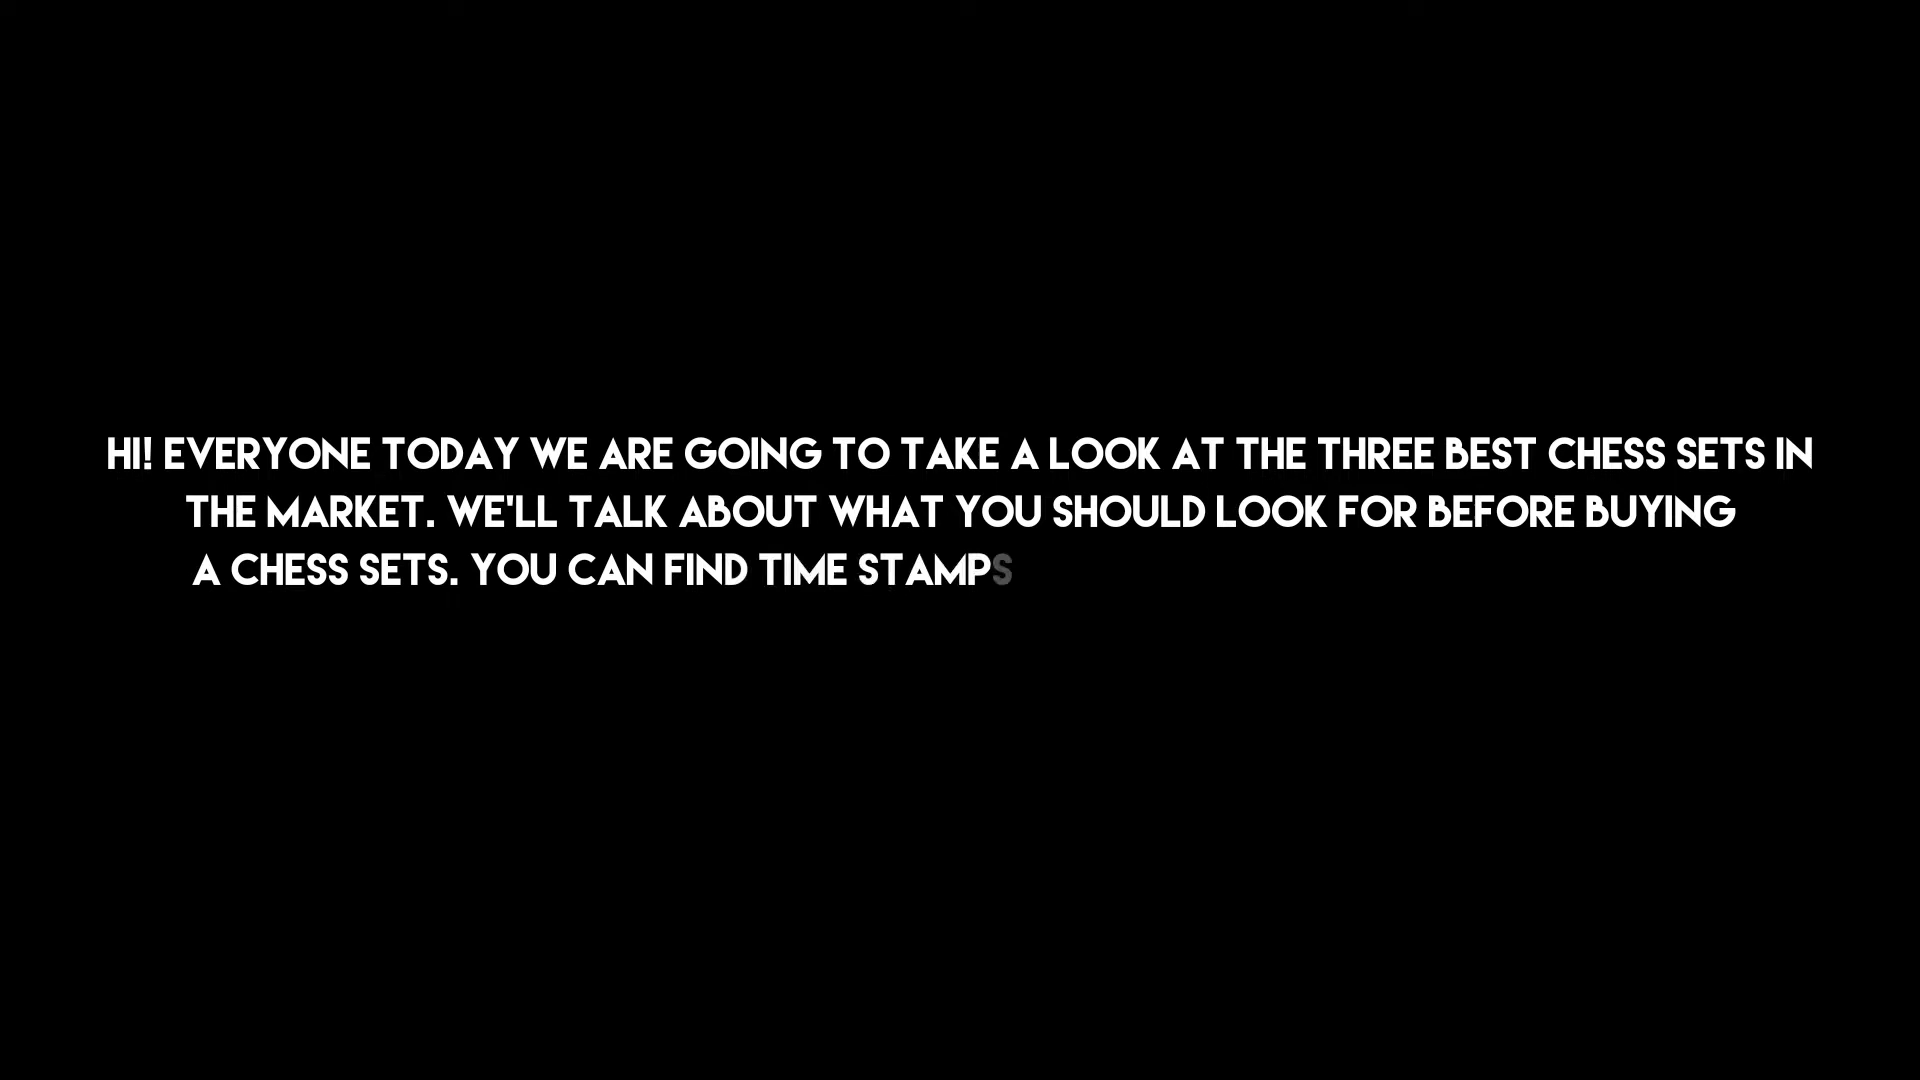 HI! EVERYONE TODAY WE ARE GOING TO TAKE A LOOK AT THE THREE BEST CHESS SETS IN
THE MARKET. WE'LL TALK ABOUT WHAT YOU SHOULD LOOK FOR BEFORE BUYING
A CHESS SETS. YOU CAN FIND TIME STAMPS